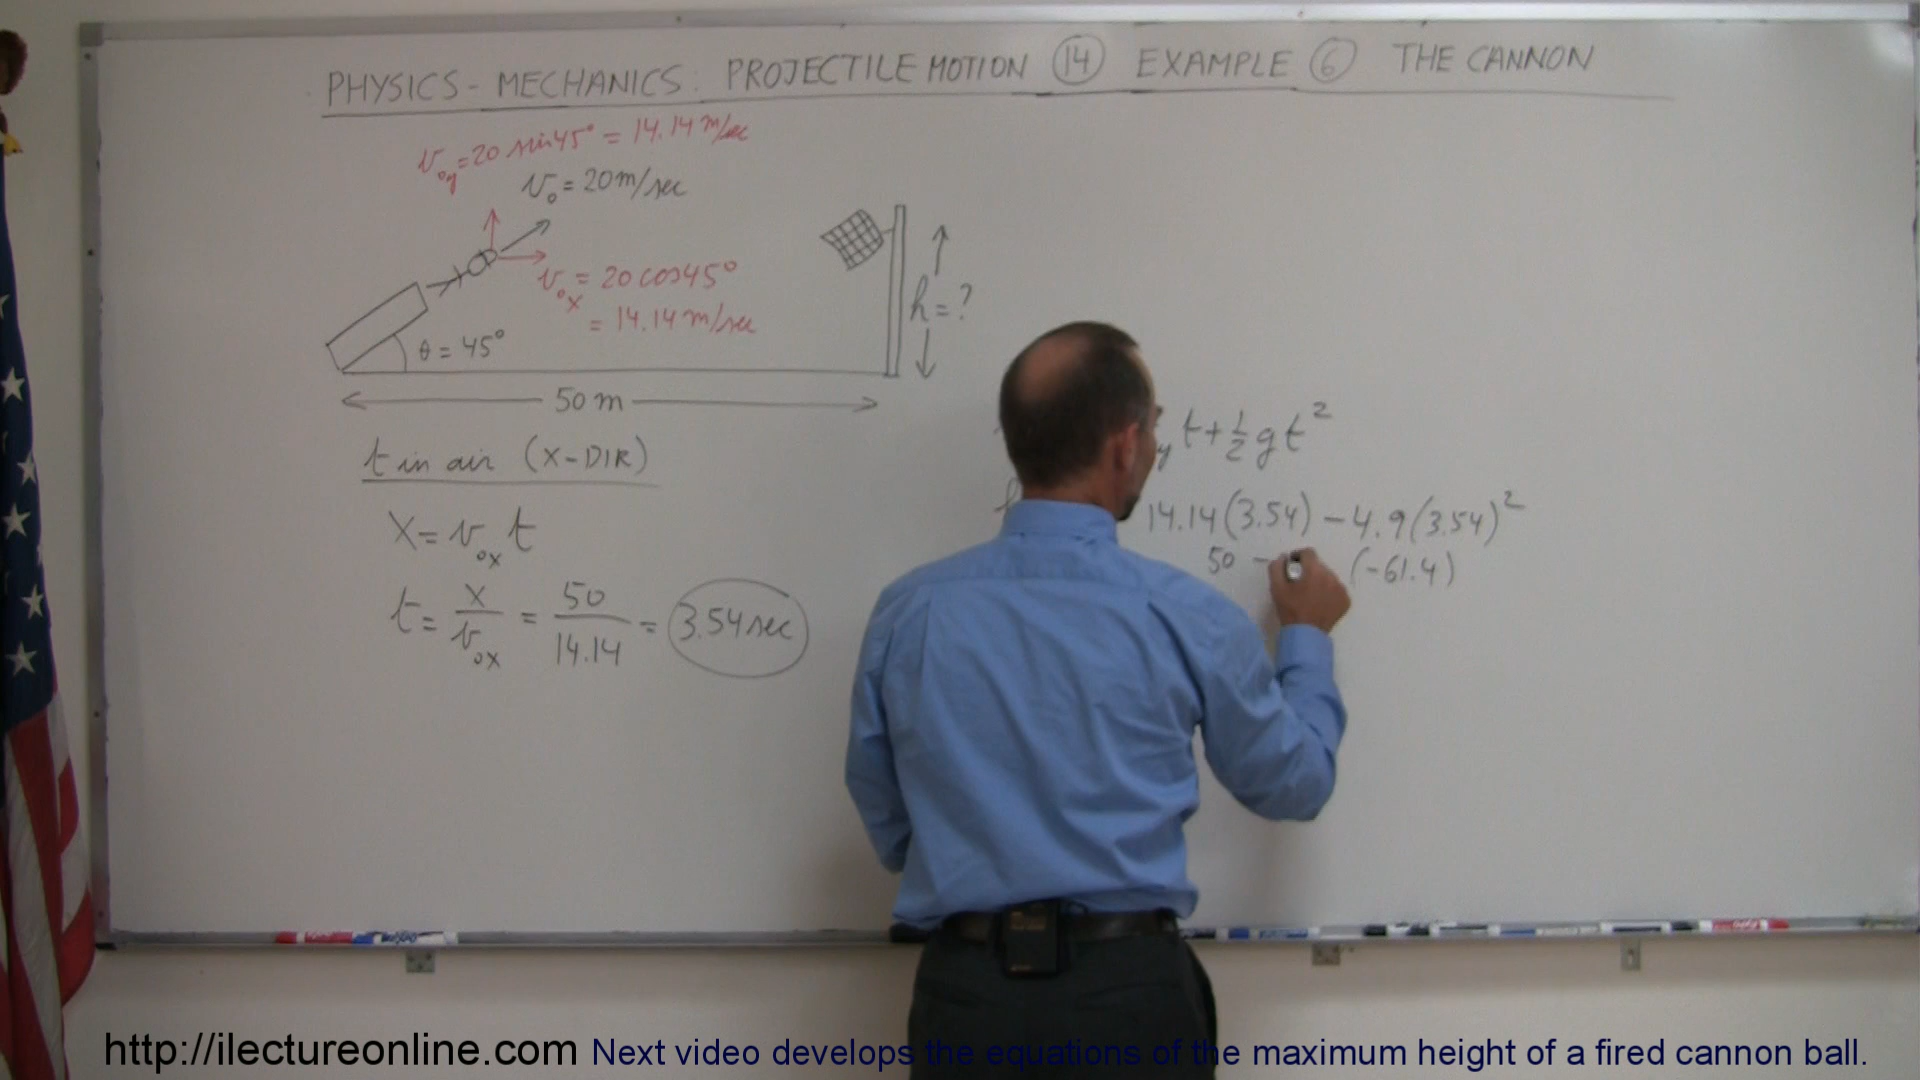 PHYSICS - MECHANICS: PROJECTILE MOTION 14 EXAMPLE 6 THE CANNON
v₀y = 20 sin45° = 14.14 m/sec
v₀ = 20 m/sec
v₀x = 20 cos45°
= 14.14 m/sec
h = ?
θ = 45°
50 m
t in air (X-DIR)
x = v₀x t
t = x/v₀x = 50/14.14 = 3.54 sec
y t + 1/2 g t²
14.14(3.54) - 4.9(3.54)²
50 - (-61.4)
http://ilectureonline.com Next video develops the equations of the maximum height of a fired cannon ball.